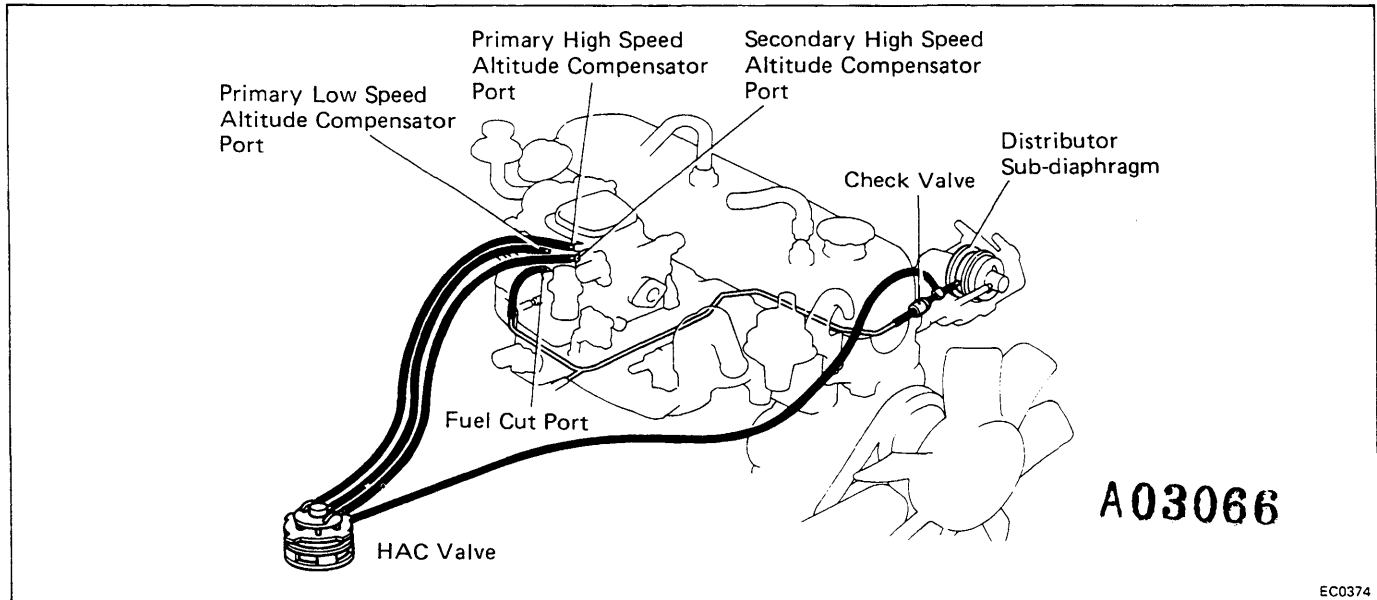 Primary High Speed
Altitude Compensator
Port
Secondary High Speed
Altitude Compensator
Port
Primary Low Speed
Altitude Compensator
Port
Distributor
Sub-diaphragm
Check Valve
Fuel Cut Port
HAC Valve
A03066
EC0374